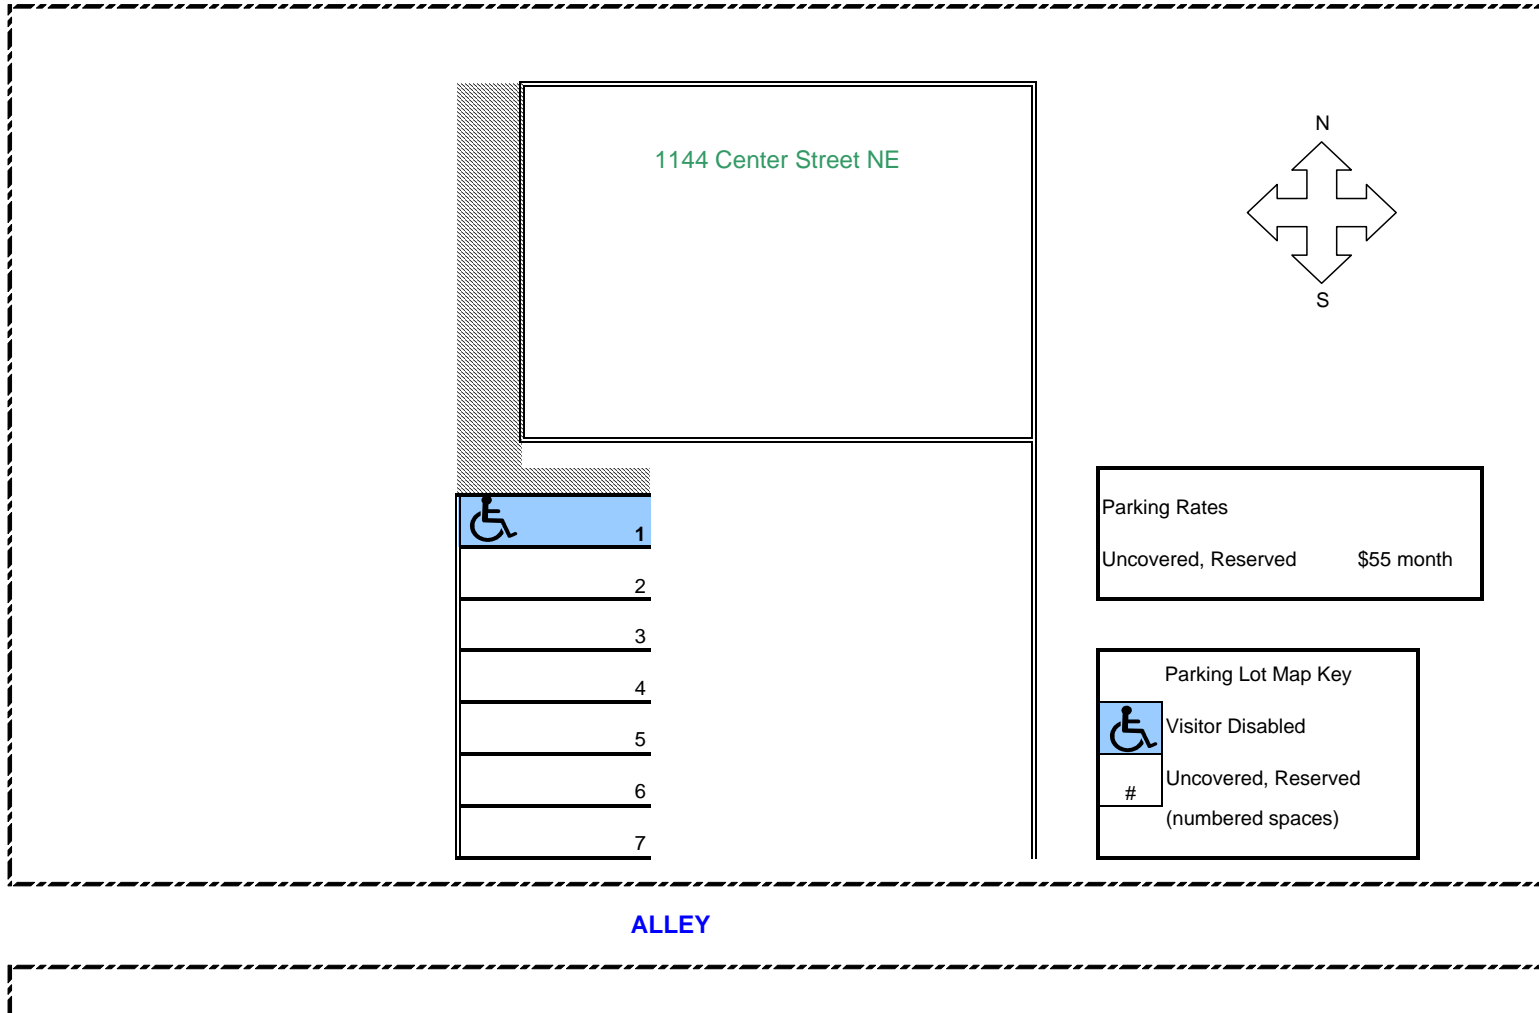 1144 Center Street NE
N
S
Parking Rates
Uncovered, Reserved $55 month
1
2
3
4
5
6
7
Parking Lot Map Key
Visitor Disabled
# Uncovered, Reserved
(numbered spaces)
ALLEY